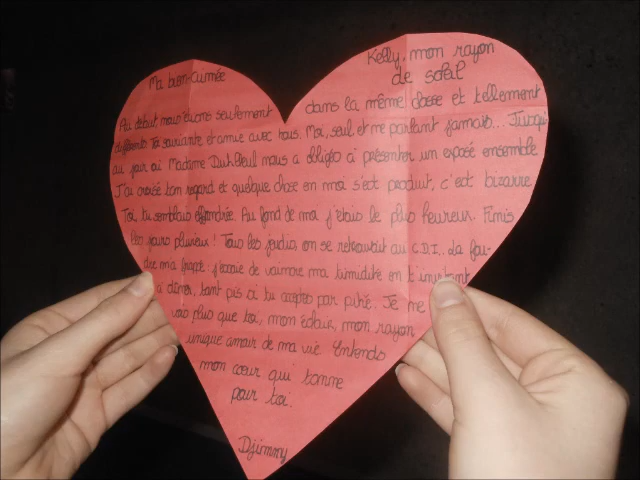 Ma bien-aimée
Kelly, mon rayon
de soleil
Au début, nous étions seulement dans la même classe et tellement
différents. Toi souriante et amie avec tous. Moi, seul et ne parlant jamais... Jusqu'
au jour où Madame Duhibeul nous a obligés à présenter un exposé ensemble
J'ai croisé ton regard et quelque chose en moi s'est produit, c'est bizarre
Toi, tu semblais effondrée. Au fond de moi j'étais le plus heureux. Finis
les jours pluvieux ! Tous les jeudis, on se retrouvait au C.D.I.. La fou-
dre m'a frappé : j'essaie de vaincre ma timidité en t'invitant
à dîner, tant pis si tu acceptes par pitié. Je ne
vois plus que toi, mon éclair, mon rayon
unique amour de ma vie. Entends
mon cœur qui tonne
pour toi.
Djimmy